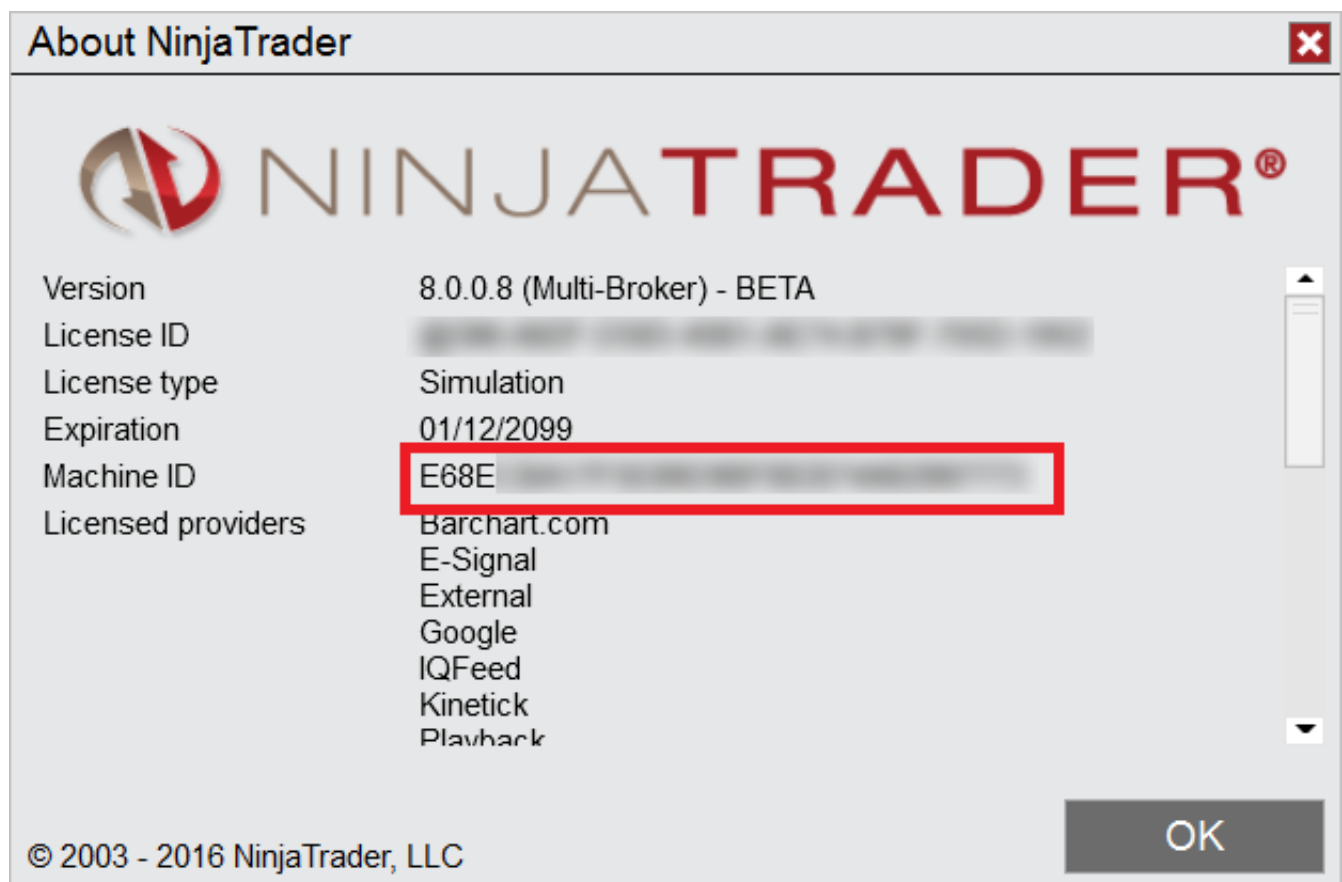 About NinjaTrader
NINJATRADER®
Version 8.0.0.8 (Multi-Broker) - BETA
License ID
License type Simulation
Expiration 01/12/2099
Machine ID E68E
Licensed providers Barchart.com
E-Signal
External
Google
IQFeed
Kinetick
Playback
OK
© 2003 - 2016 NinjaTrader, LLC